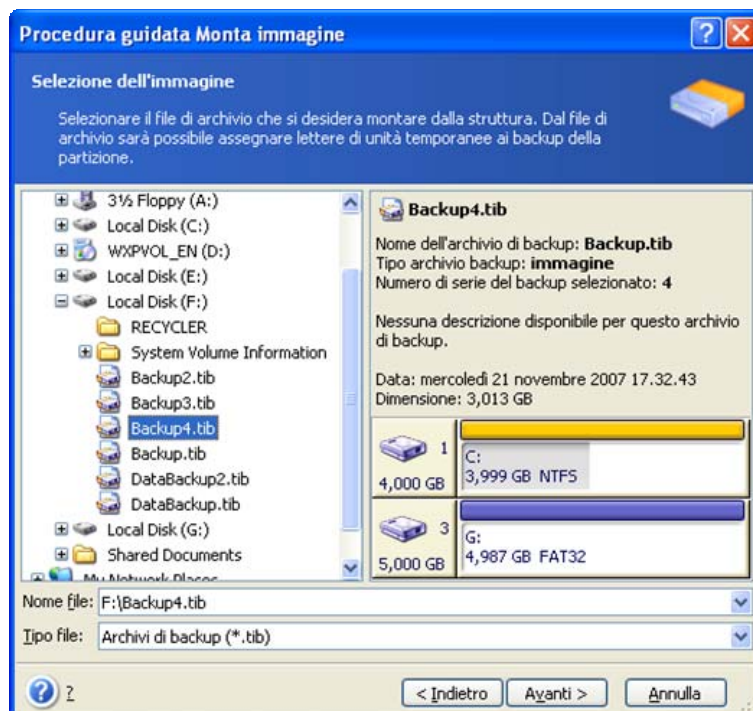 Procedura guidata Monta immagine
Selezione dell'immagine
Selezionare il file di archivio che si desidera montare dalla struttura. Dal file di
archivio sarà possibile assegnare lettere di unità temporanee ai backup della
partizione.
3½ Floppy (A:)
Local Disk (C:)
WXPVOL_EN (D:)
Local Disk (E:)
Local Disk (F:)
RECYCLER
System Volume Information
Backup2.tib
Backup3.tib
Backup4.tib
Backup.tib
DataBackup2.tib
DataBackup.tib
Local Disk (G:)
Shared Documents
My Network Places
Backup4.tib
Nome dell'archivio di backup: Backup.tib
Tipo archivio backup: immagine
Numero di serie del backup selezionato: 4
Nessuna descrizione disponibile per questo archivio
di backup.
Data: mercoledì 21 novembre 2007 17.32.43
Dimensione: 3,013 GB
1
4,000 GB
C:
3,999 GB NTFS
3
5,000 GB
G:
4,987 GB FAT32
Nome file: F:\Backup4.tib
Tipo file: Archivi di backup (*.tib)
?
< Indietro
Avanti >
Annulla